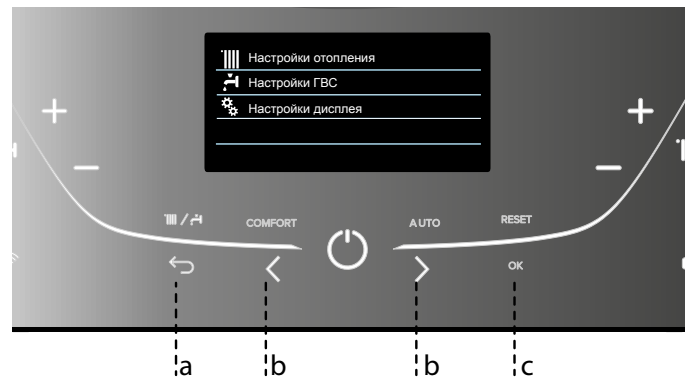 Настройки отопления
Настройки ГВС
Настройки дисплея
COMFORT
AUTO
RESET
OK
a
b
b
c